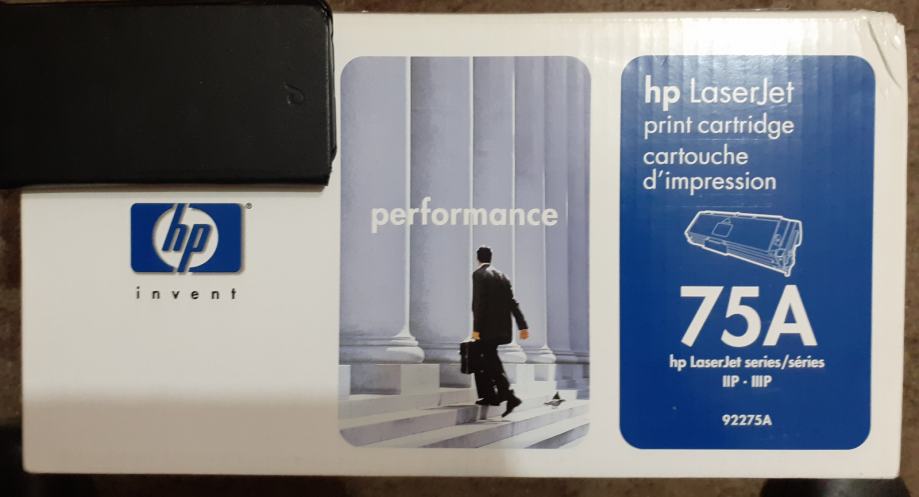 hp
invent
performance
hp LaserJet
print cartridge
cartouche
d'impression
75A
hp LaserJet series/séries
IIP · IIIP
92275A